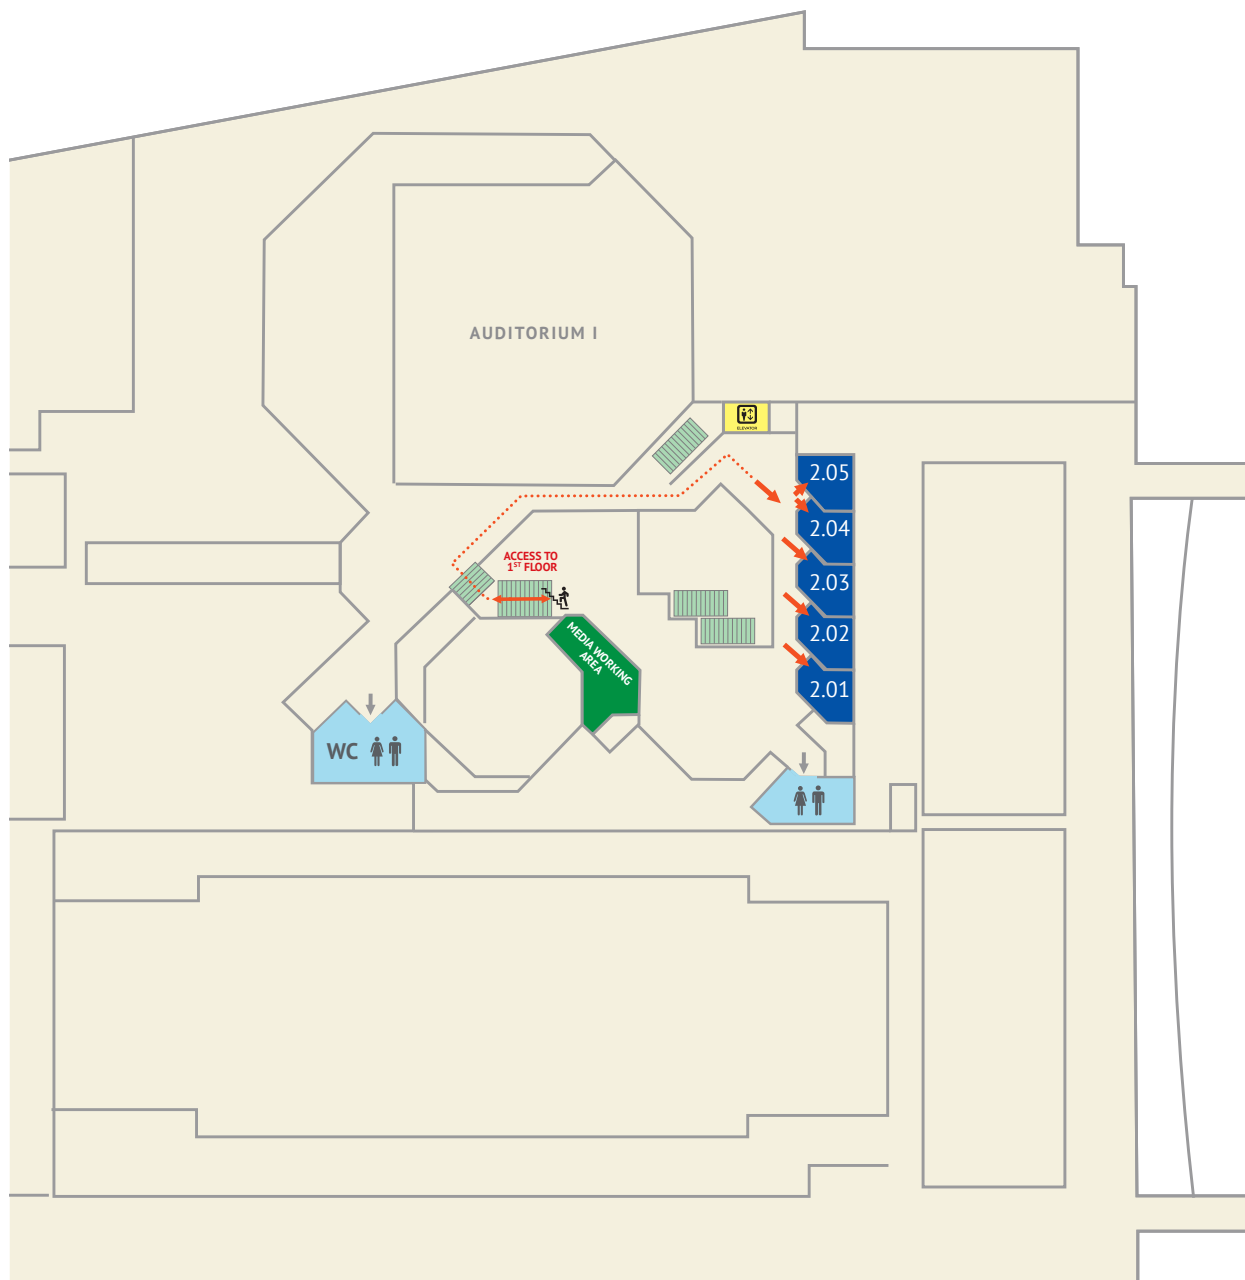 AUDITORIUM I
ELEVATOR
2.05
2.04
2.03
2.02
2.01
ACCESS TO
1ST FLOOR
MEDIA WORKING
AREA
WC